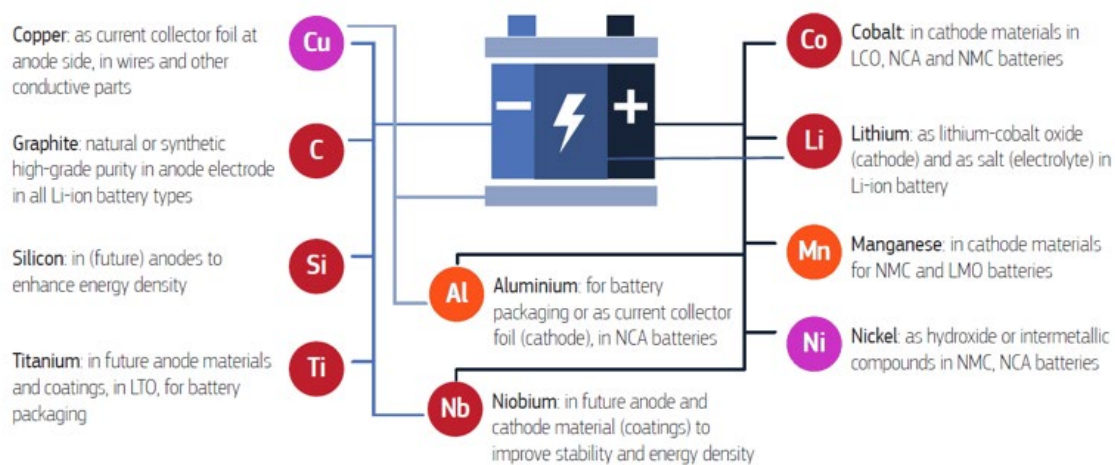 Copper: as current collector foil at
anode side, in wires and other
conductive parts
Cu
Graphite: natural or synthetic
high-grade purity in anode electrode
in all Li-ion battery types
C
Silicon: in (future) anodes to
enhance energy density
Si
Titanium: in future anode materials
and coatings, in LTO, for battery
packaging
Ti
− +
Al
Aluminium: for battery
packaging or as current collector
foil (cathode), in NCA batteries
Nb
Niobium: in future anode and
cathode material (coatings) to
improve stability and energy density
Co
Cobalt: in cathode materials in
LCO, NCA and NMC batteries
Li
Lithium: as lithium-cobalt oxide
(cathode) and as salt (electrolyte) in
Li-ion battery
Mn
Manganese: in cathode materials
for NMC and LMO batteries
Ni
Nickel: as hydroxide or intermetallic
compounds in NMC, NCA batteries